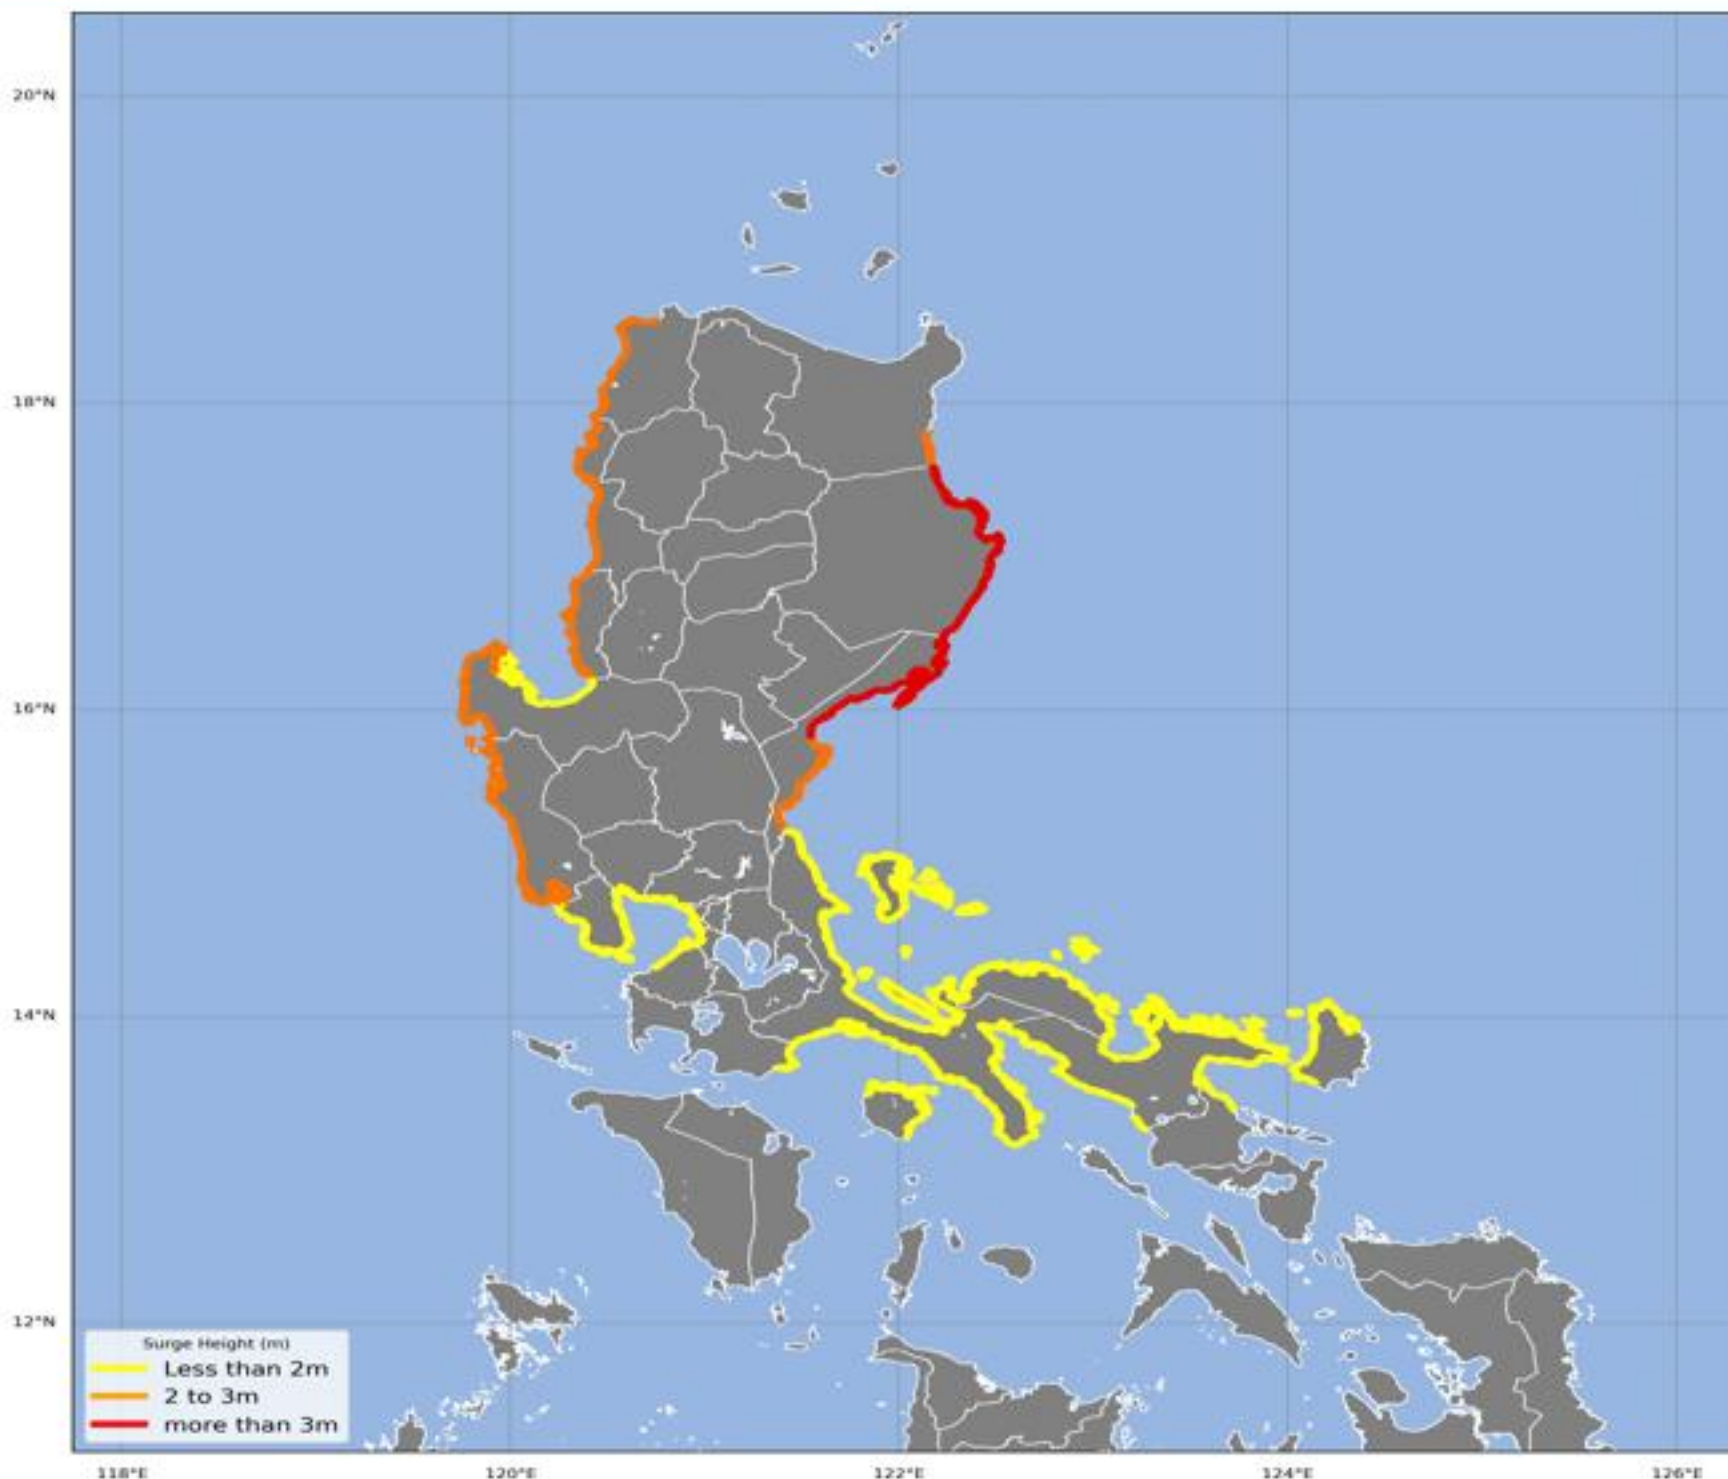 20°N
18°N
16°N
14°N
12°N
Surge Height (m)
Less than 2m
2 to 3m
more than 3m
118°E 120°E 122°E 124°E 126°E